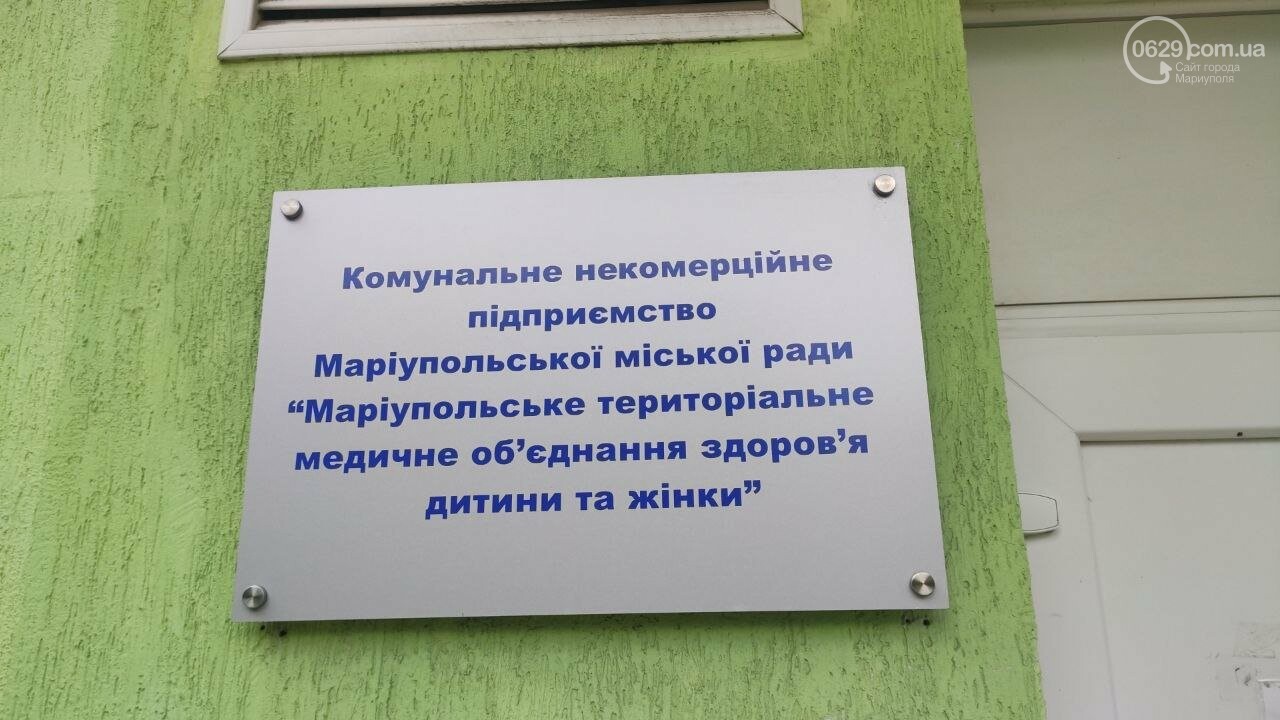 0629.com.ua
Сайт города
Мариуполя
Комунальне некомерційне
підприємство
Маріупольської міської ради
“Маріупольське територіальне
медичне об’єднання здоров’я
дитини та жінки”